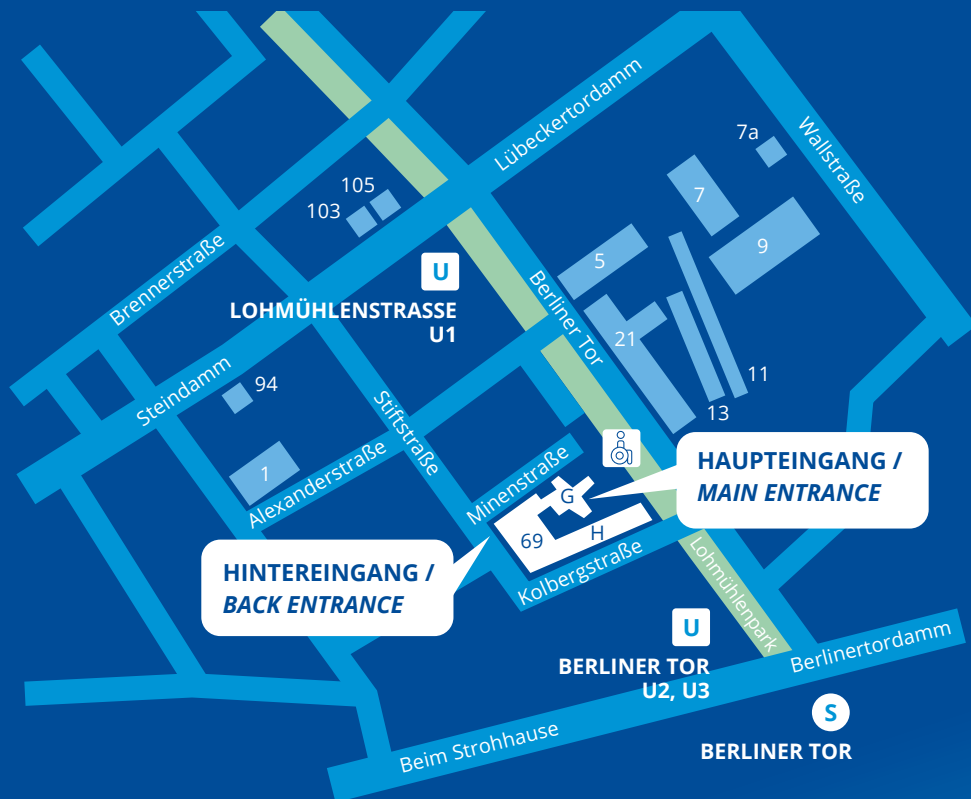 Lübeckertordamm
Wallstraße
7a
7
9
105
103
5
Brennerstraße
U
LOHMÜHLENSTRASSE
U1
Berliner Tor
21
11
13
Steindamm
94
1
Stiftstraße
Alexanderstraße
Minenstraße
HAUPTEINGANG /
MAIN ENTRANCE
G
H
69
Kolbergstraße
HINTEREINGANG /
BACK ENTRANCE
Lohmühlenpark
U
BERLINER TOR
U2, U3
Berlinertordamm
S
BERLINER TOR
Beim Strohhause